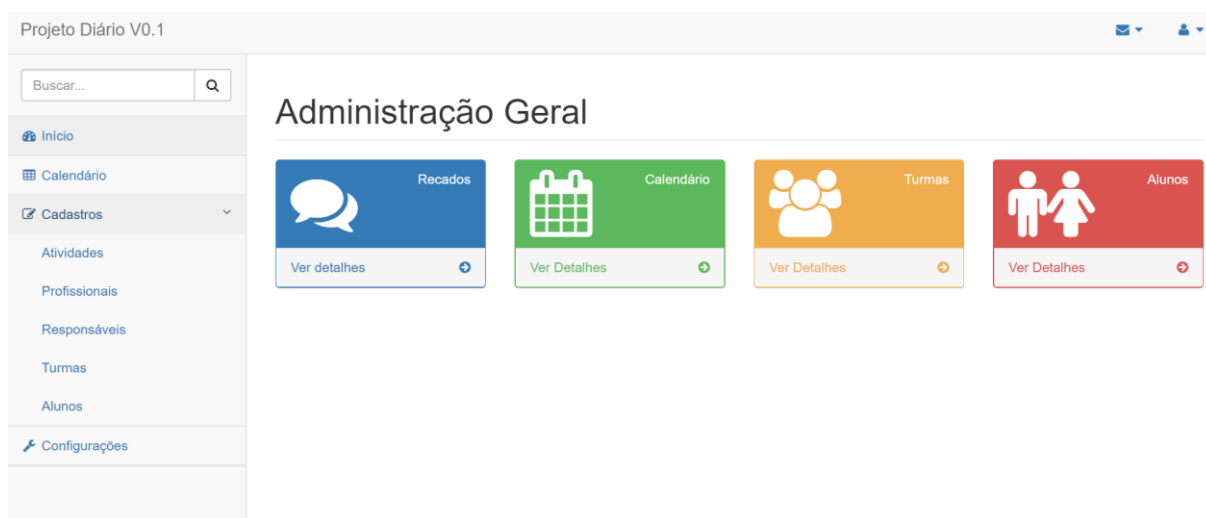 Projeto Diário V0.1
Buscar...
Início
Calendário
Cadastros
Atividades
Profissionais
Responsáveis
Turmas
Alunos
Configurações
Administração Geral
Recados
Ver detalhes
Calendário
Ver Detalhes
Turmas
Ver Detalhes
Alunos
Ver Detalhes